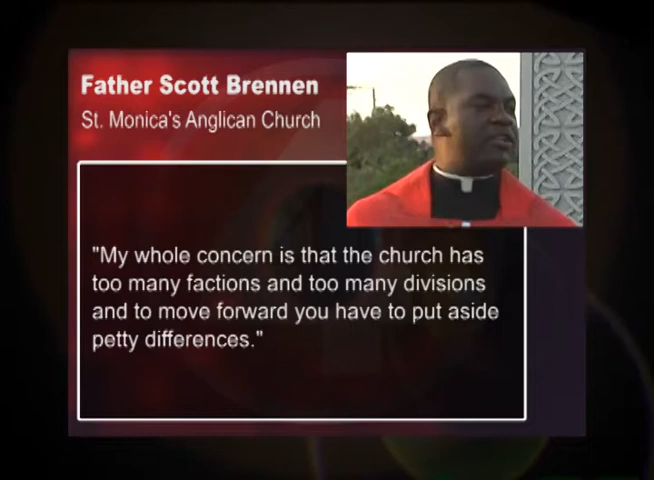 Father Scott Brennen
St. Monica's Anglican Church
"My whole concern is that the church has
too many factions and too many divisions
and to move forward you have to put aside
petty differences."